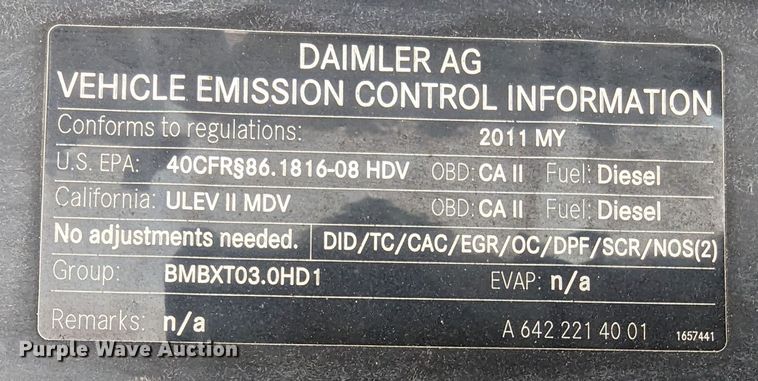 DAIMLER AG
VEHICLE EMISSION CONTROL INFORMATION
Conforms to regulations: 2011 MY
U.S. EPA: 40CFR§86.1816-08 HDV OBD: CA II Fuel: Diesel
California: ULEV II MDV OBD: CA II Fuel: Diesel
No adjustments needed. DID/TC/CAC/EGR/OC/DPF/SCR/NOS(2)
Group: BMBXT03.0HD1 EVAP: n/a
Remarks: n/a A 642 221 40 01 1657441
Purple Wave Auction